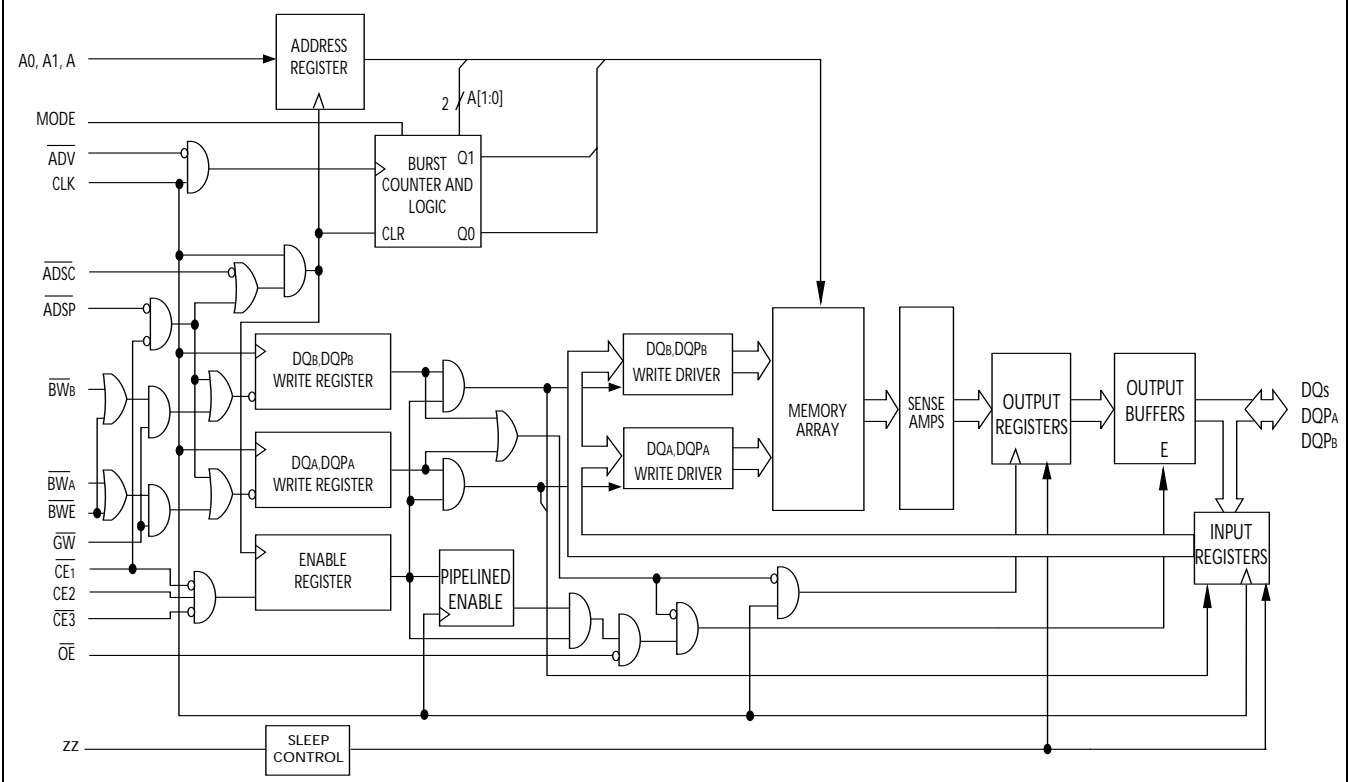 A0, A1, A
ADDRESS
REGISTER
MODE
2
A[1:0]
ADV
CLK
BURST
COUNTER AND
LOGIC
Q1
CLR
Q0
ADSC
ADSP
BWB
BWA
BWE
GW
CE1
CE2
CE3
OE
DQB,DQPB
WRITE REGISTER
DQA,DQPA
WRITE REGISTER
ENABLE
REGISTER
PIPELINED
ENABLE
DQB,DQPB
WRITE DRIVER
DQA,DQPA
WRITE DRIVER
MEMORY
ARRAY
SENSE
AMPS
OUTPUT
REGISTERS
OUTPUT
BUFFERS
E
DQs
DQPA
DQPB
INPUT
REGISTERS
ZZ
SLEEP
CONTROL